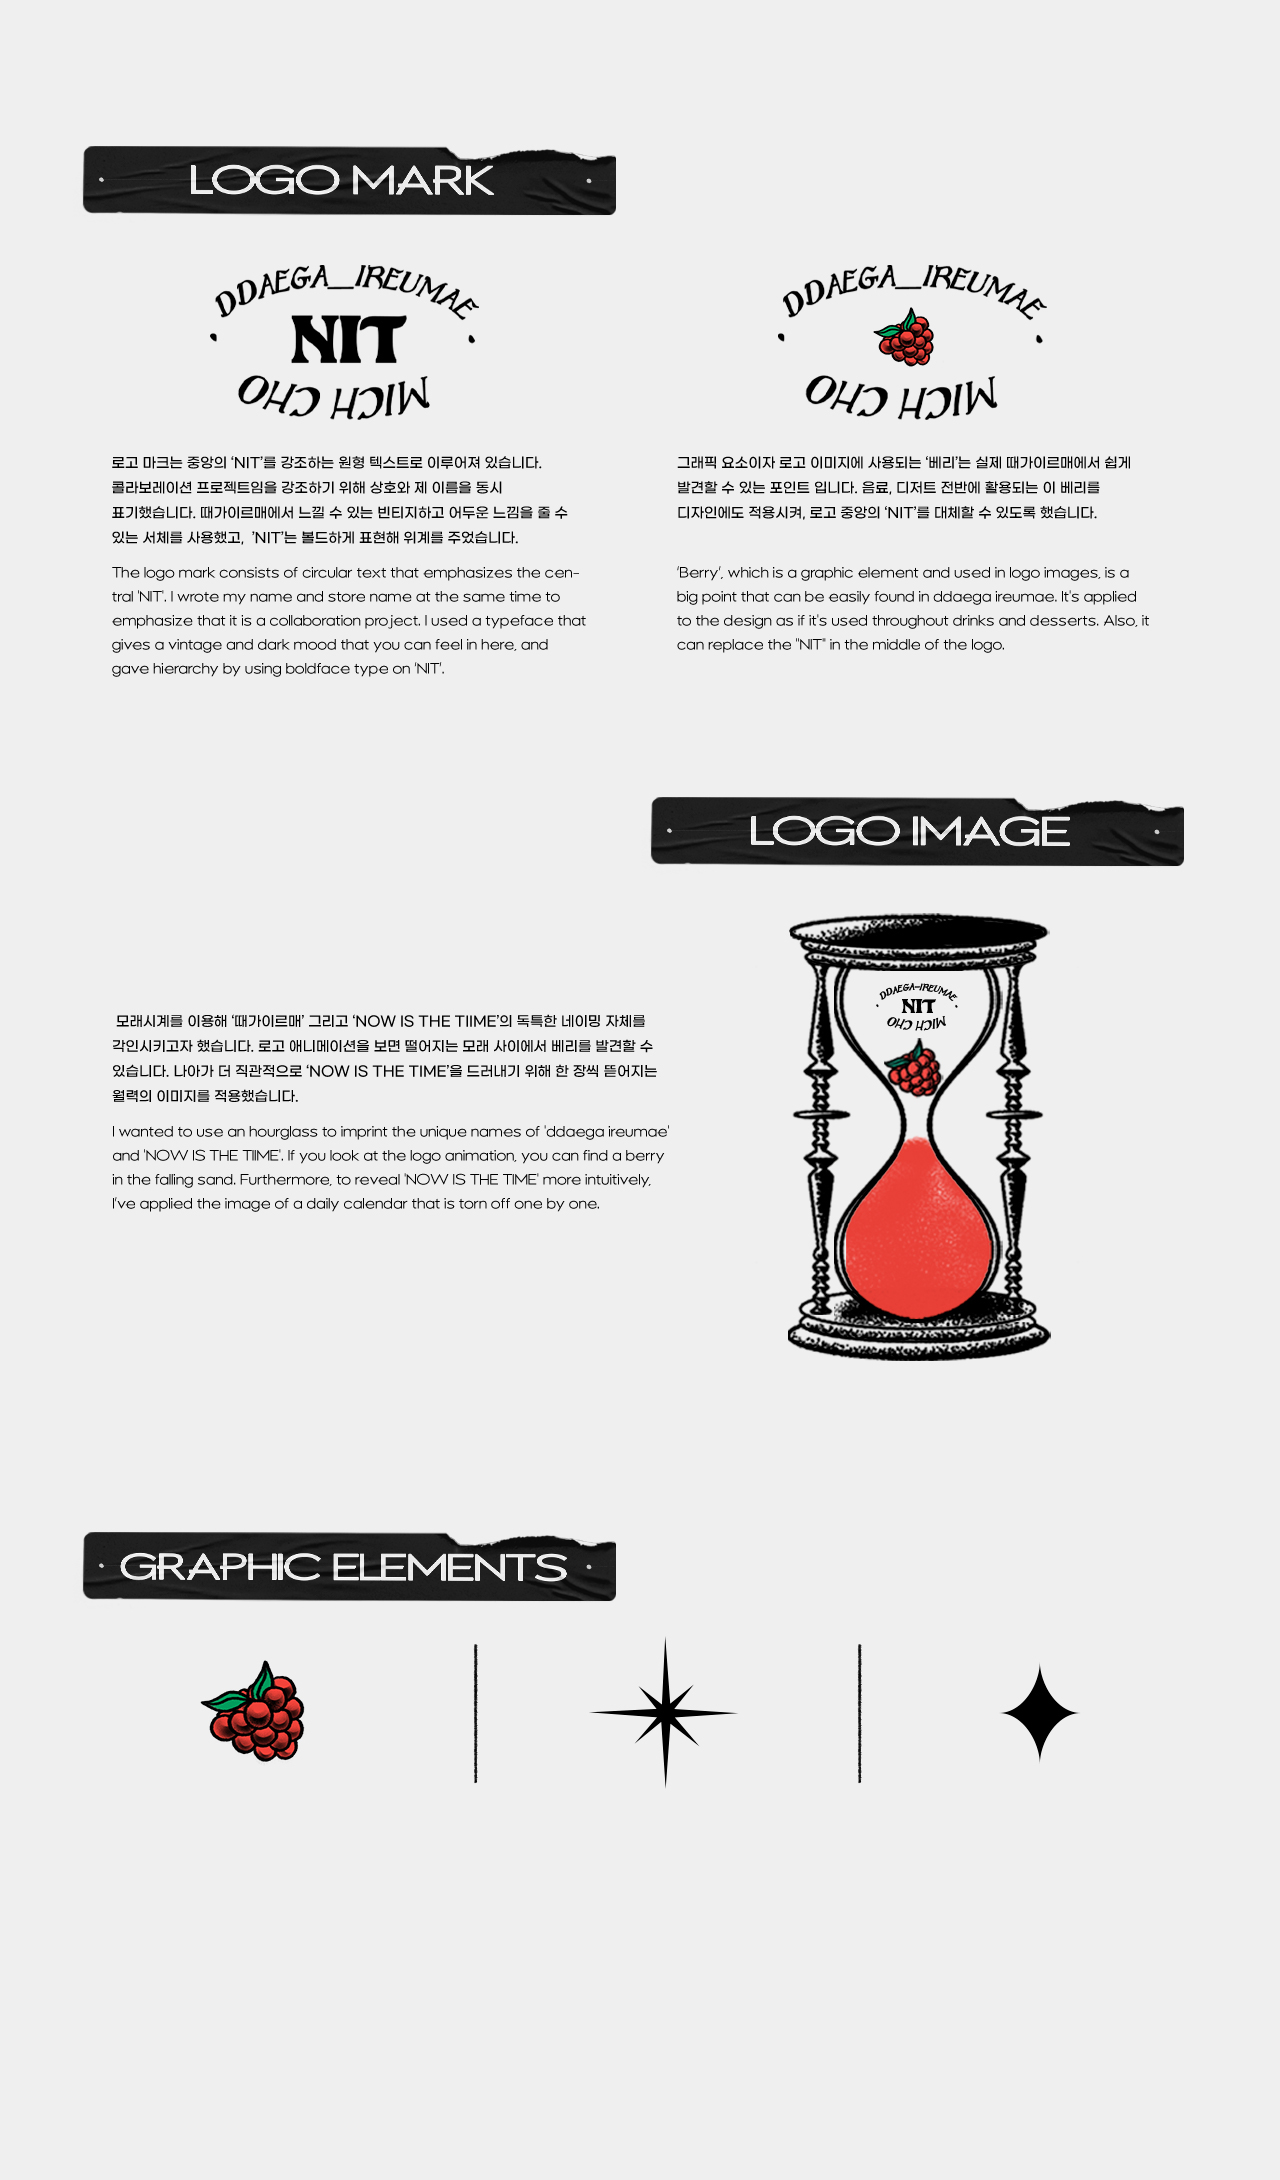 LOGO MARK
DDAEGA_IREUMAE
NIT
MICH CHO
DDAEGA_IREUMAE
MICH CHO
로고 마크는 중앙의 ‘NIT’를 강조하는 원형 텍스트로 이루어져 있습니다.
콜라보레이션 프로젝트임을 강조하기 위해 상호와 제 이름을 동시
표기했습니다. 때가이르매에서 느낄 수 있는 빈티지하고 어두운 느낌을 줄 수
있는 서체를 사용했고, ’NIT’는 볼드하게 표현해 위계를 주었습니다.
The logo mark consists of circular text that emphasizes the cen-
tral 'NIT'. I wrote my name and store name at the same time to
emphasize that it is a collaboration project. I used a typeface that
gives a vintage and dark mood that you can feel in here, and
gave hierarchy by using boldface type on 'NIT'.
그래픽 요소이자 로고 이미지에 사용되는 ‘베리’는 실제 때가이르매에서 쉽게
발견할 수 있는 포인트 입니다. 음료, 디저트 전반에 활용되는 이 베리를
디자인에도 적용시켜, 로고 중앙의 ‘NIT’를 대체할 수 있도록 했습니다.
'Berry', which is a graphic element and used in logo images, is a
big point that can be easily found in ddaega ireumae. It's applied
to the design as if it's used throughout drinks and desserts. Also, it
can replace the "NIT" in the middle of the logo.
LOGO IMAGE
DDAEGA-IREUMAE
NIT
MICH CHO
모래시계를 이용해 ‘때가이르매’ 그리고 ‘NOW IS THE TIIME’의 독특한 네이밍 자체를
각인시키고자 했습니다. 로고 애니메이션을 보면 떨어지는 모래 사이에서 베리를 발견할 수
있습니다. 나아가 더 직관적으로 ‘NOW IS THE TIME’을 드러내기 위해 한 장씩 뜯어지는
월력의 이미지를 적용했습니다.
I wanted to use an hourglass to imprint the unique names of 'ddaega ireumae'
and 'NOW IS THE TIIME'. If you look at the logo animation, you can find a berry
in the falling sand. Furthermore, to reveal 'NOW IS THE TIME' more intuitively,
I've applied the image of a daily calendar that is torn off one by one.
GRAPHIC ELEMENTS